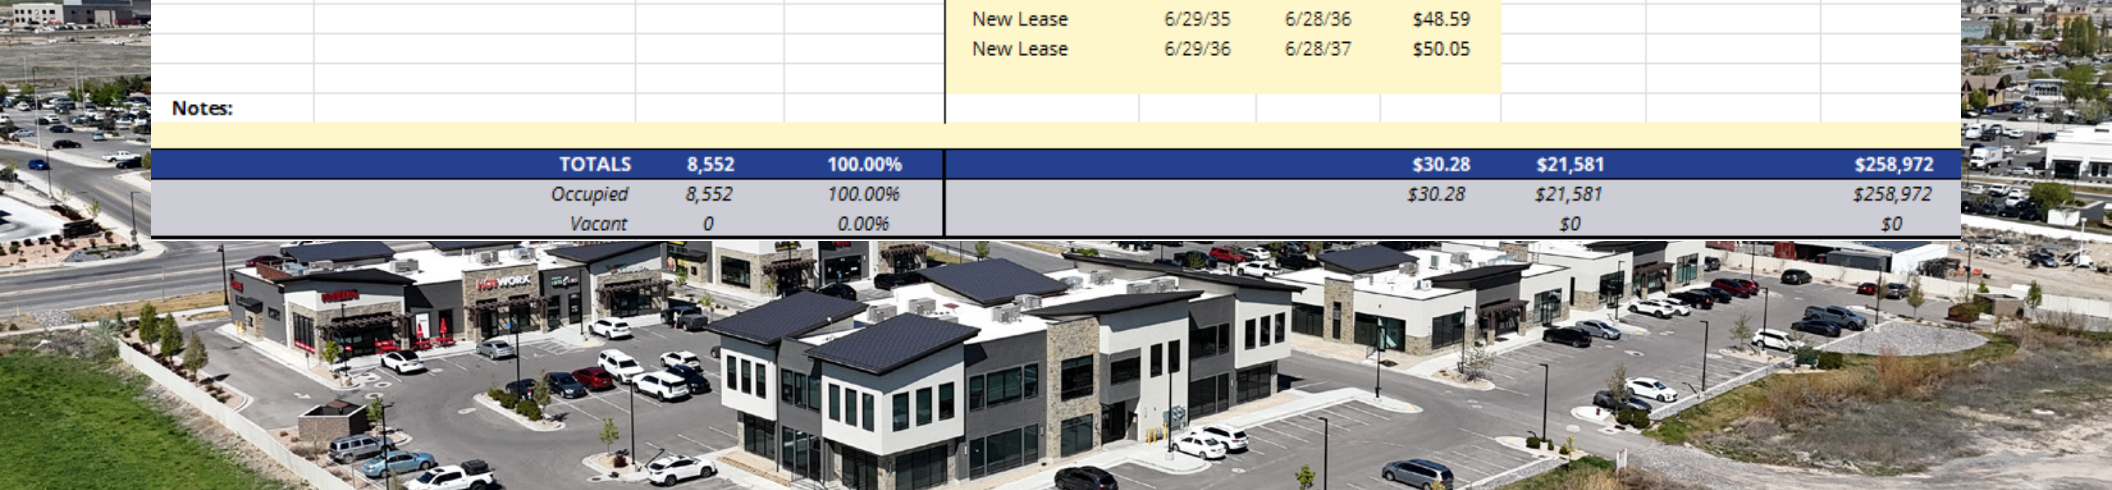 New Lease 6/29/35 6/28/36 $48.59
New Lease 6/29/36 6/28/37 $50.05
Notes:
TOTALS 8,552 100.00% $30.28 $21,581 $258,972
Occupied 8,552 100.00% $30.28 $21,581 $258,972
Vacant 0 0.00% $0 $0
HOTWORX